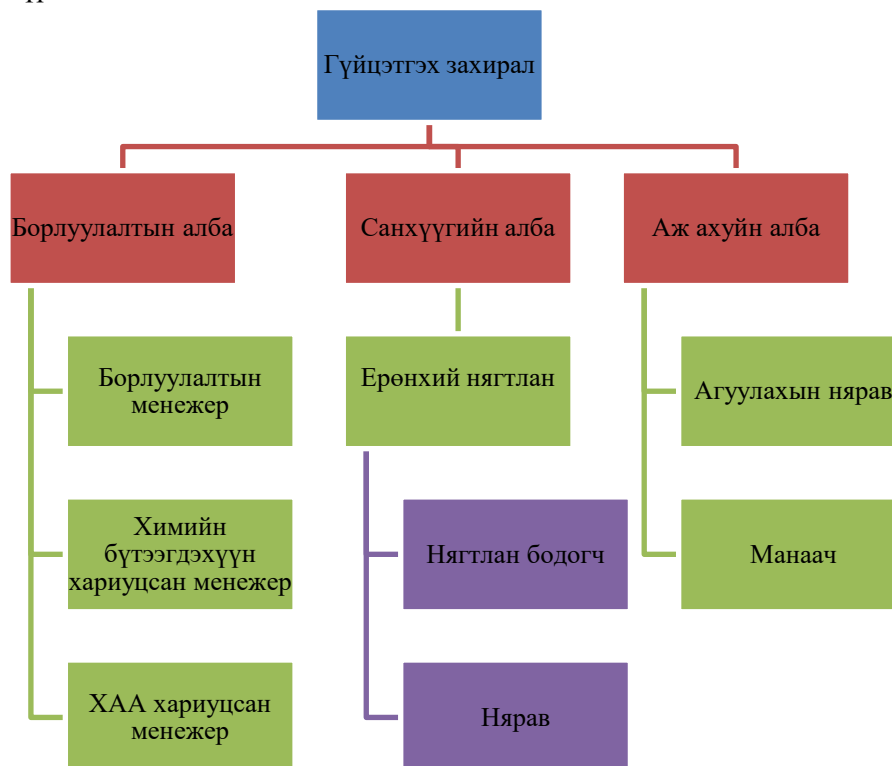 Гүйцэтгэх захирал
Борлуулалтын алба
Санхүүгийн алба
Аж ахуйн алба
Борлуулалтын
менежер
Ерөнхий нягтлан
Агуулахын нярав
Химийн
бүтээгдэхүүн
хариуцсан менежер
Нягтлан бодогч
Манаач
ХАА хариуцсан
менежер
Нярав